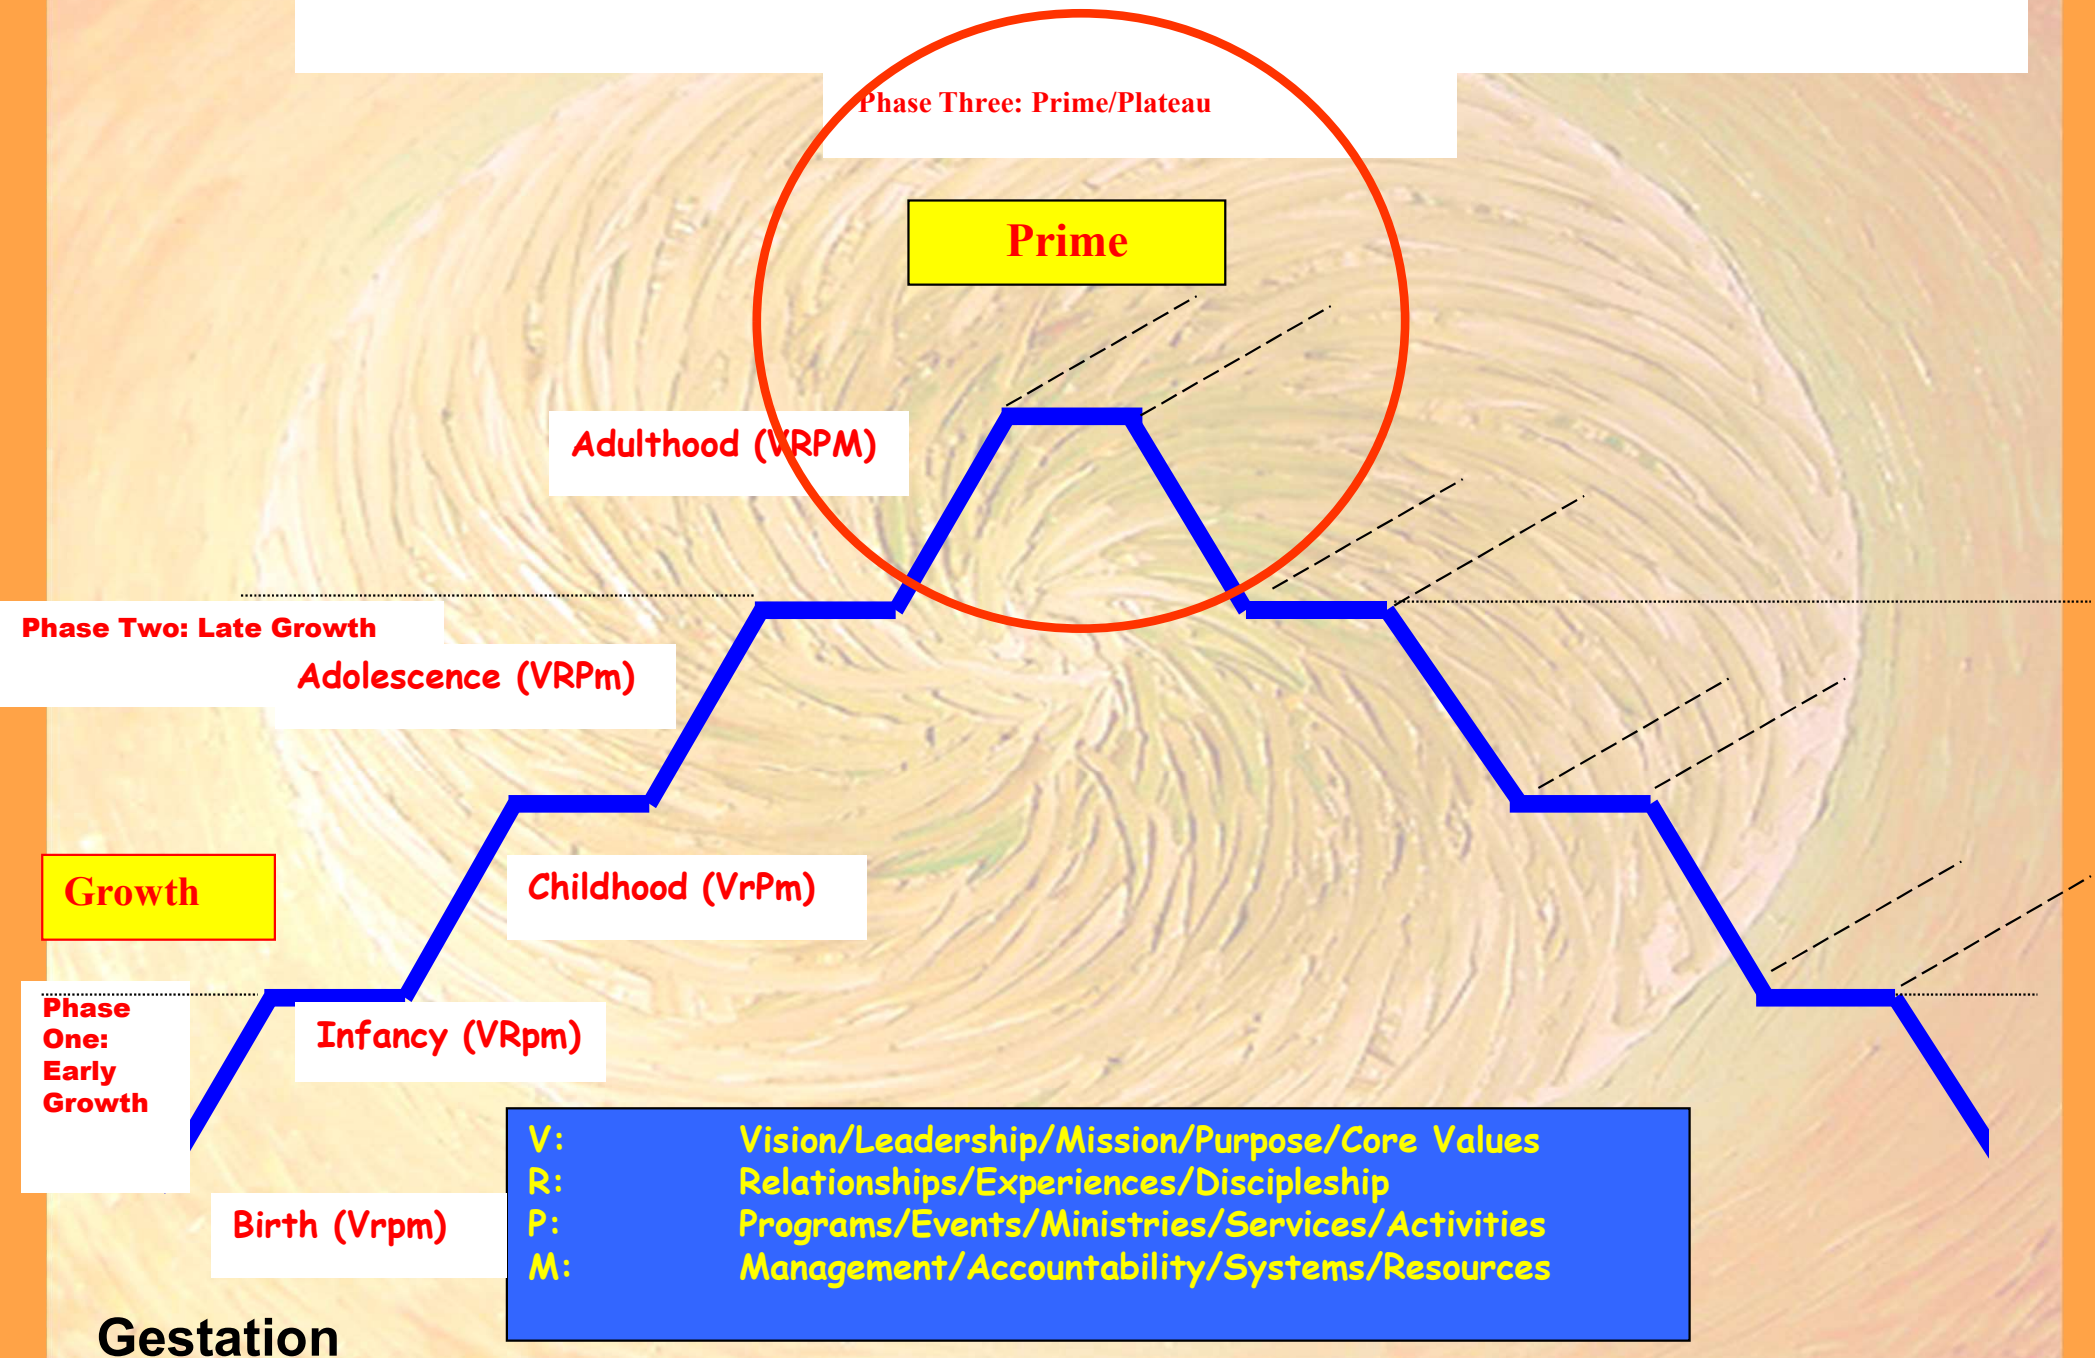 Phase Three: Prime/Plateau
Prime
Adulthood (VRPM)
Phase Two: Late Growth
Adolescence (VRPm)
Growth
Childhood (VrPm)
Phase
One:
Early
Growth
Infancy (VRpm)
Birth (Vrpm)
V: Vision/Leadership/Mission/Purpose/Core Values
R: Relationships/Experiences/Discipleship
P: Programs/Events/Ministries/Services/Activities
M: Management/Accountability/Systems/Resources
Gestation